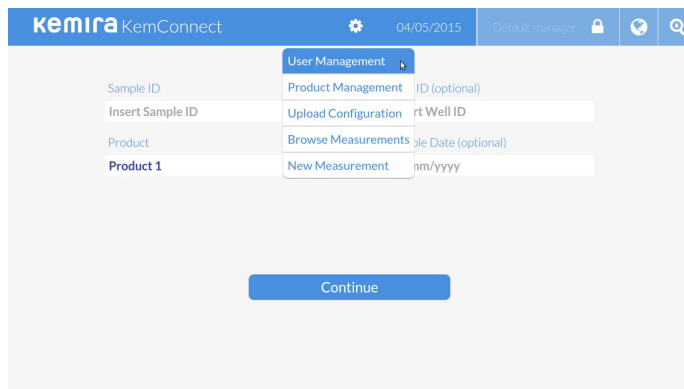 kemira KemConnect 04/05/2015 Default manager
User Management
Sample ID Product Management ID (optional)
Insert Sample ID Upload Configuration rt Well ID
Product Browse Measurements ple Date (optional)
Product 1 New Measurement mm/yyyy
Continue